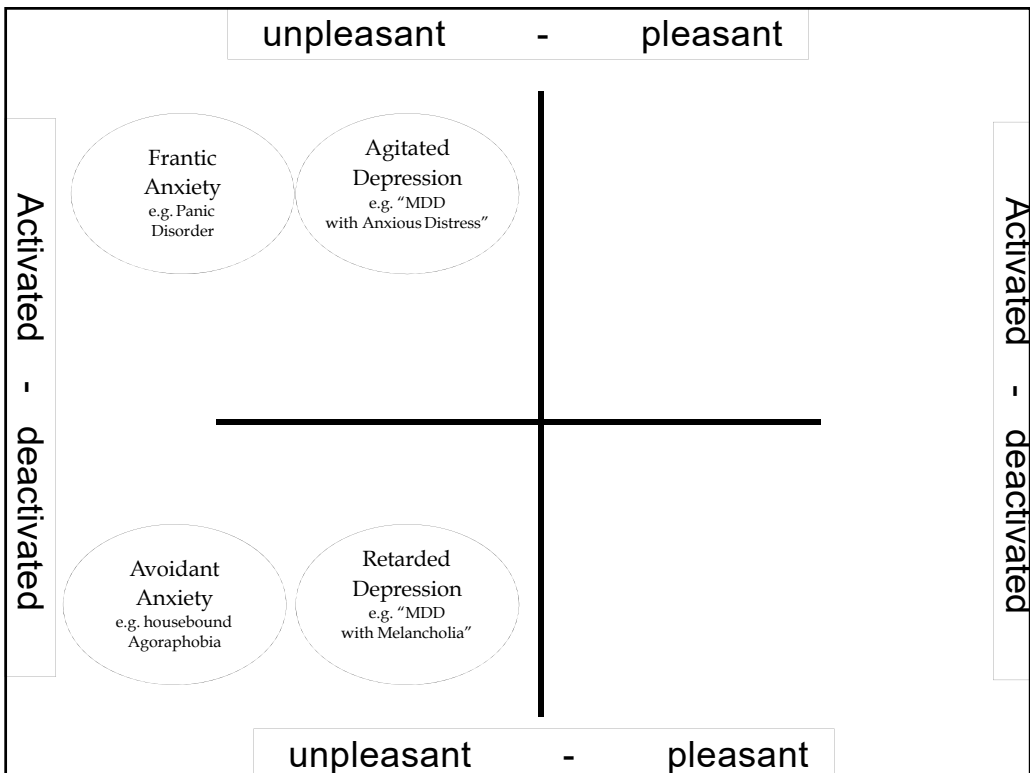 unpleasant - pleasant
Activated - deactivated
Frantic
Anxiety
e.g. Panic
Disorder
Agitated
Depression
e.g. “MDD
with Anxious Distress”
Activated - deactivated
Avoidant
Anxiety
e.g. housebound
Agoraphobia
Retarded
Depression
e.g. “MDD
with Melancholia”
unpleasant - pleasant